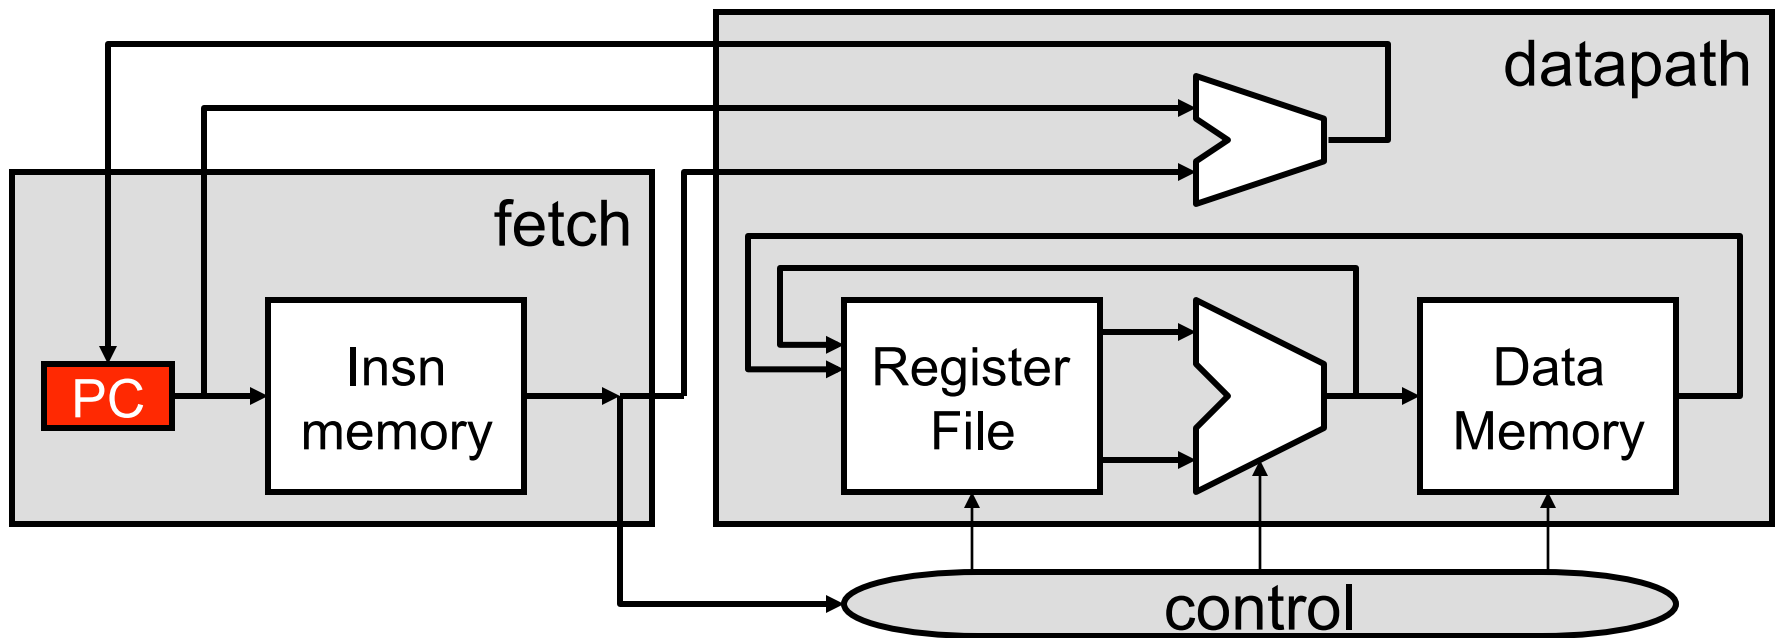 datapath
fetch
PC
Insn
memory
Register
File
Data
Memory
control